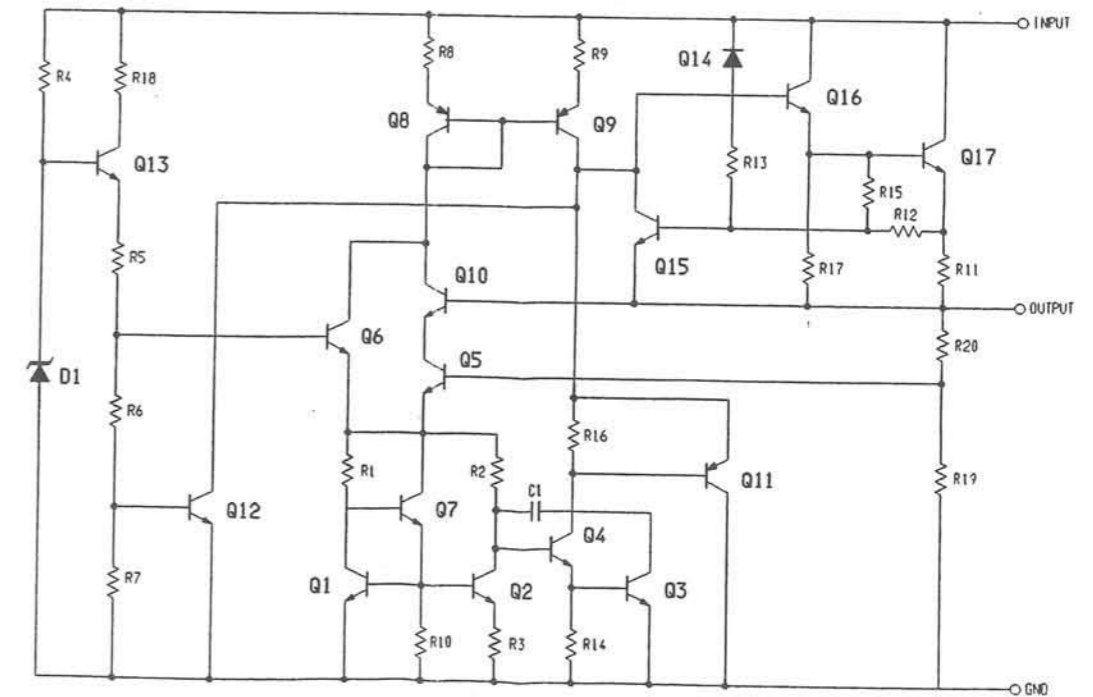 INPUT
R4
R18
R8
R9
Q14
Q16
Q8
Q9
Q13
Q17
R13
R15
R12
R5
Q15
R17
R11
Q10
OUTPUT
Q6
Q5
R20
D1
R6
R16
R1
R2
Q11
R19
C1
Q12
Q7
Q4
R7
Q1
Q2
Q3
R10
R3
R14
GND